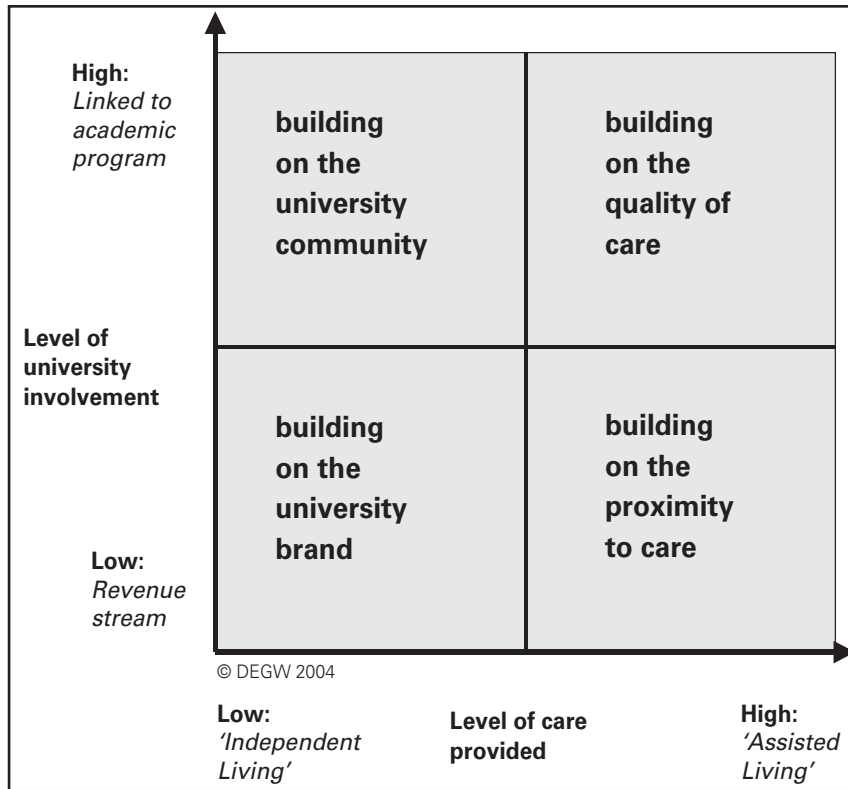 High:
Linked to
academic
program
building
on the
university
community
building
on the
quality of
care
Level of
university
involvement
building
on the
university
brand
building
on the
proximity
to care
Low:
Revenue
stream
© DEGW 2004
Low:
'Independent
Living'
Level of care
provided
High:
'Assisted
Living'